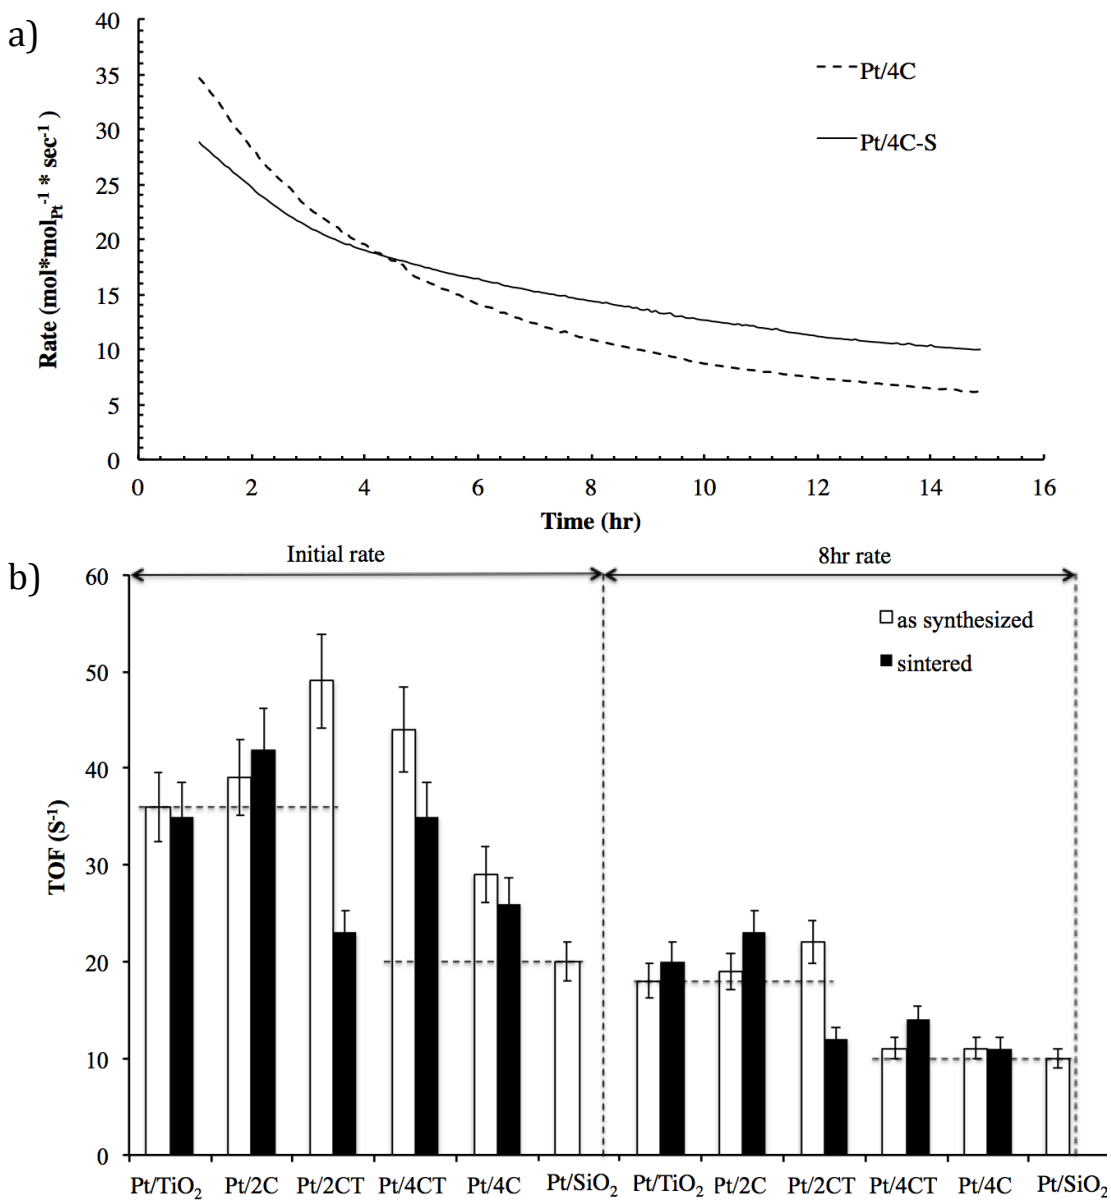 a)
40
35
30
25
20
15
10
5
0
Rate (mol*mol_Pt^-1 * sec^-1)
Pt/4C
Pt/4C-S
0 2 4 6 8 10 12 14 16
Time (hr)
b)
Initial rate 8hr rate
60
50
40
30
20
10
0
TOF (S^-1)
as synthesized
sintered
Pt/TiO₂ Pt/2C Pt/2CT Pt/4CT Pt/4C Pt/SiO₂ Pt/TiO₂ Pt/2C Pt/2CT Pt/4CT Pt/4C Pt/SiO₂